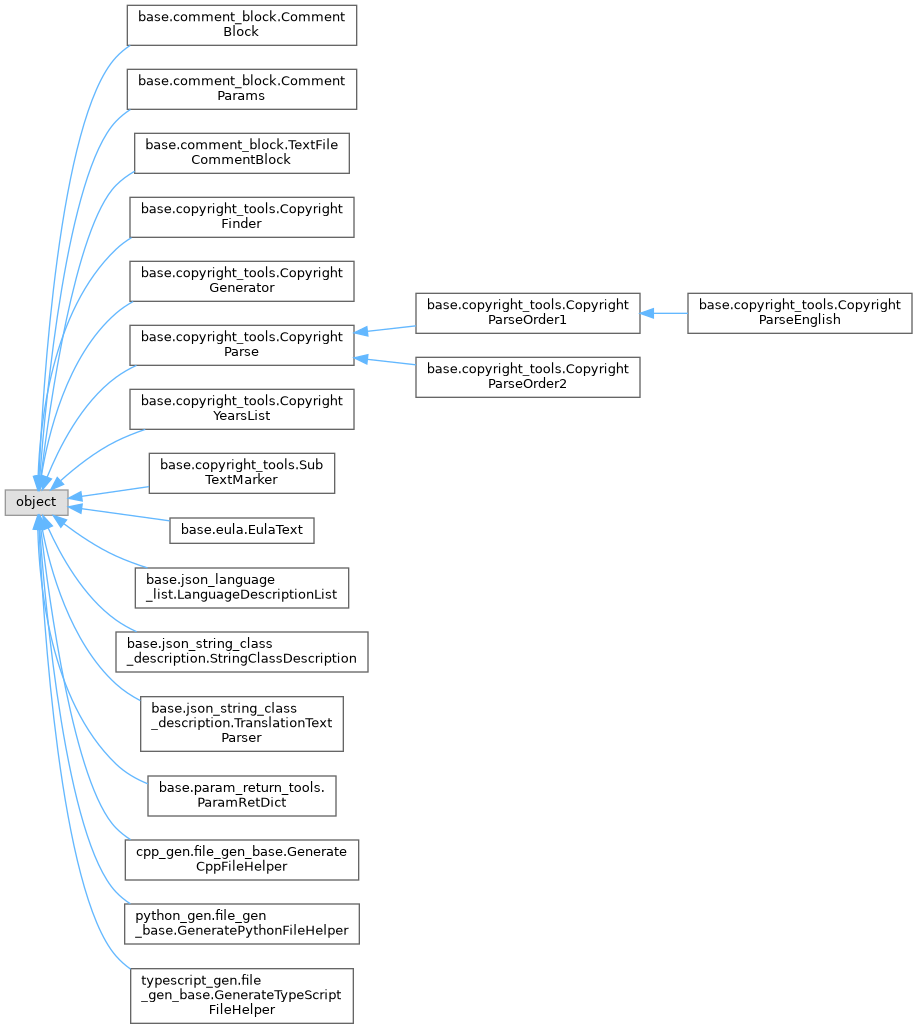 base.comment_block.Comment
Block
base.comment_block.Comment
Params
base.comment_block.TextFile
CommentBlock
base.copyright_tools.Copyright
Finder
base.copyright_tools.Copyright
Generator
base.copyright_tools.Copyright
Parse
base.copyright_tools.Copyright
ParseOrder1
base.copyright_tools.Copyright
ParseEnglish
base.copyright_tools.Copyright
ParseOrder2
base.copyright_tools.Copyright
YearsList
base.copyright_tools.Sub
TextMarker
object
base.eula.EulaText
base.json_language
_list.LanguageDescriptionList
base.json_string_class
_description.StringClassDescription
base.json_string_class
_description.TranslationText
Parser
base.param_return_tools.
ParamRetDict
cpp_gen.file_gen_base.Generate
CppFileHelper
python_gen.file_gen
_base.GeneratePythonFileHelper
typescript_gen.file
_gen_base.GenerateTypeScript
FileHelper